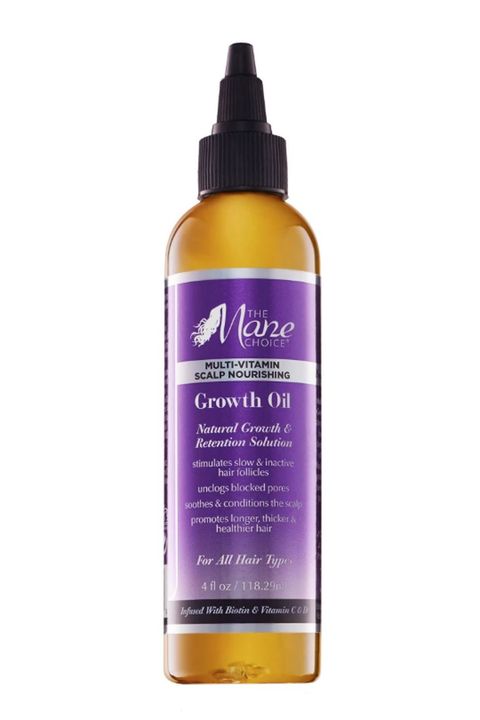 THE
Mane
CHOICE®
MULTI-VITAMIN
SCALP NOURISHING
Growth Oil
Natural Growth &
Retention Solution
stimulates slow & inactive
hair follicles
unclogs blocked pores
soothes & conditions the scalp
promotes longer, thicker &
healthier hair
For All Hair Types
4 fl oz / 118.29ml
Infused With Biotin & Vitamin C & D